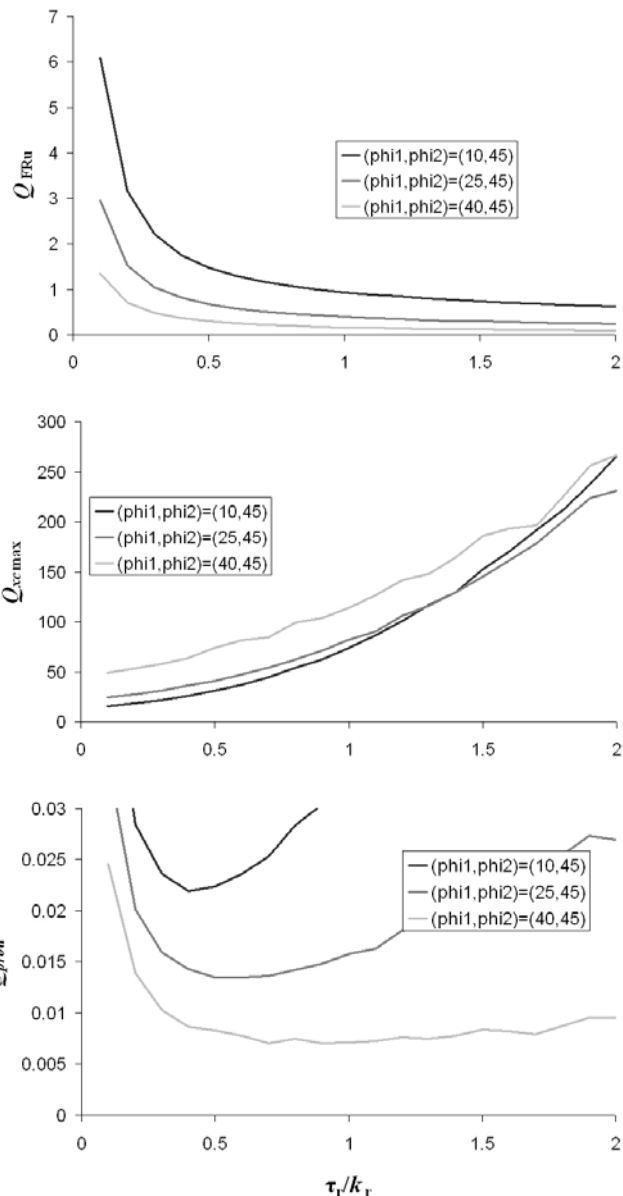 7
6
5
4
3
2
1
0
Q FRu
(phi1,phi2)=(10,45)
(phi1,phi2)=(25,45)
(phi1,phi2)=(40,45)
0 0.5 1 1.5 2
300
250
200
150
100
50
0
Q xc max
(phi1,phi2)=(10,45)
(phi1,phi2)=(25,45)
(phi1,phi2)=(40,45)
0 0.5 1 1.5 2
0.03
0.025
0.02
0.015
0.01
0.005
0
(phi1,phi2)=(10,45)
(phi1,phi2)=(25,45)
(phi1,phi2)=(40,45)
0 0.5 1 1.5 2
τr/kr